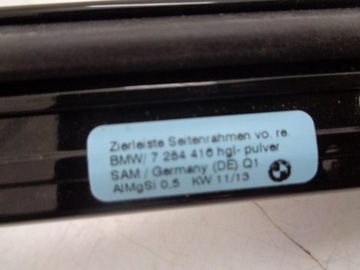 Zierleiste Seitenrahmen vo. re.
BMW/ 7 284 416 hgl- pulver
SAM / Germany (DE) Q1
AlMgSi 0,5 KW 11/13